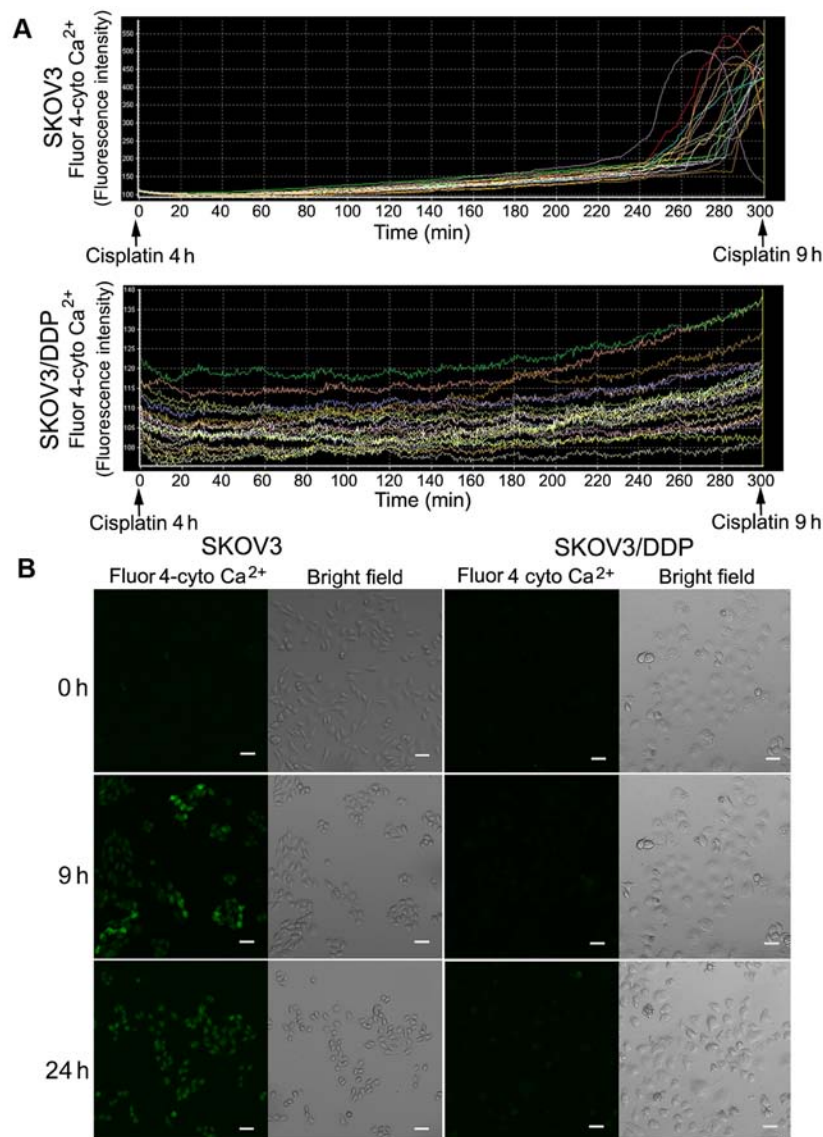 A
SKOV3
Fluor 4-cyto Ca²⁺
(Fluorescence intensity)
550
500
450
400
350
300
250
200
150
100
0 20 40 60 80 100 120 140 160 180 200 220 240 260 280 300
Time (min)
Cisplatin 4 h
Cisplatin 9 h
SKOV3/DDP
Fluor 4-cyto Ca²⁺
(Fluorescence intensity)
140
135
130
125
120
115
110
105
100
0 20 40 60 80 100 120 140 160 180 200 220 240 260 280 300
Time (min)
Cisplatin 4 h
Cisplatin 9 h
B
SKOV3 SKOV3/DDP
Fluor 4-cyto Ca²⁺ Bright field Fluor 4 cyto Ca²⁺ Bright field
0 h
9 h
24 h